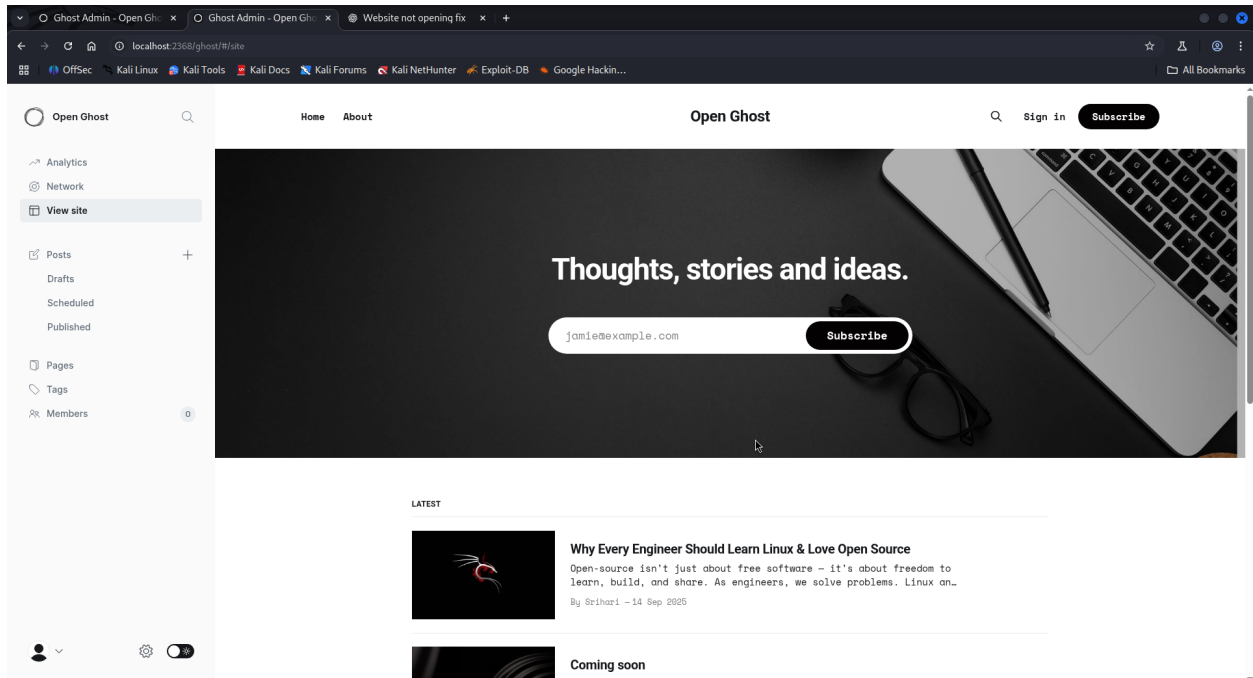 Ghost Admin - Open Gho
Ghost Admin - Open Gho
Website not opening fix
localhost:2368/ghost/#/site
OffSec
Kali Linux
Kali Tools
Kali Docs
Kali Forums
Kali NetHunter
Exploit-DB
Google Hackin...
All Bookmarks
Open Ghost
Analytics
Network
View site
Posts
Drafts
Scheduled
Published
Pages
Tags
Members
0
Home
About
Open Ghost
Sign in
Subscribe
Thoughts, stories and ideas.
jamie@example.com
Subscribe
LATEST
Why Every Engineer Should Learn Linux & Love Open Source
Open-source isn't just about free software — it's about freedom to
learn, build, and share. As engineers, we solve problems. Linux an…
By Srihari — 14 Sep 2025
Coming soon